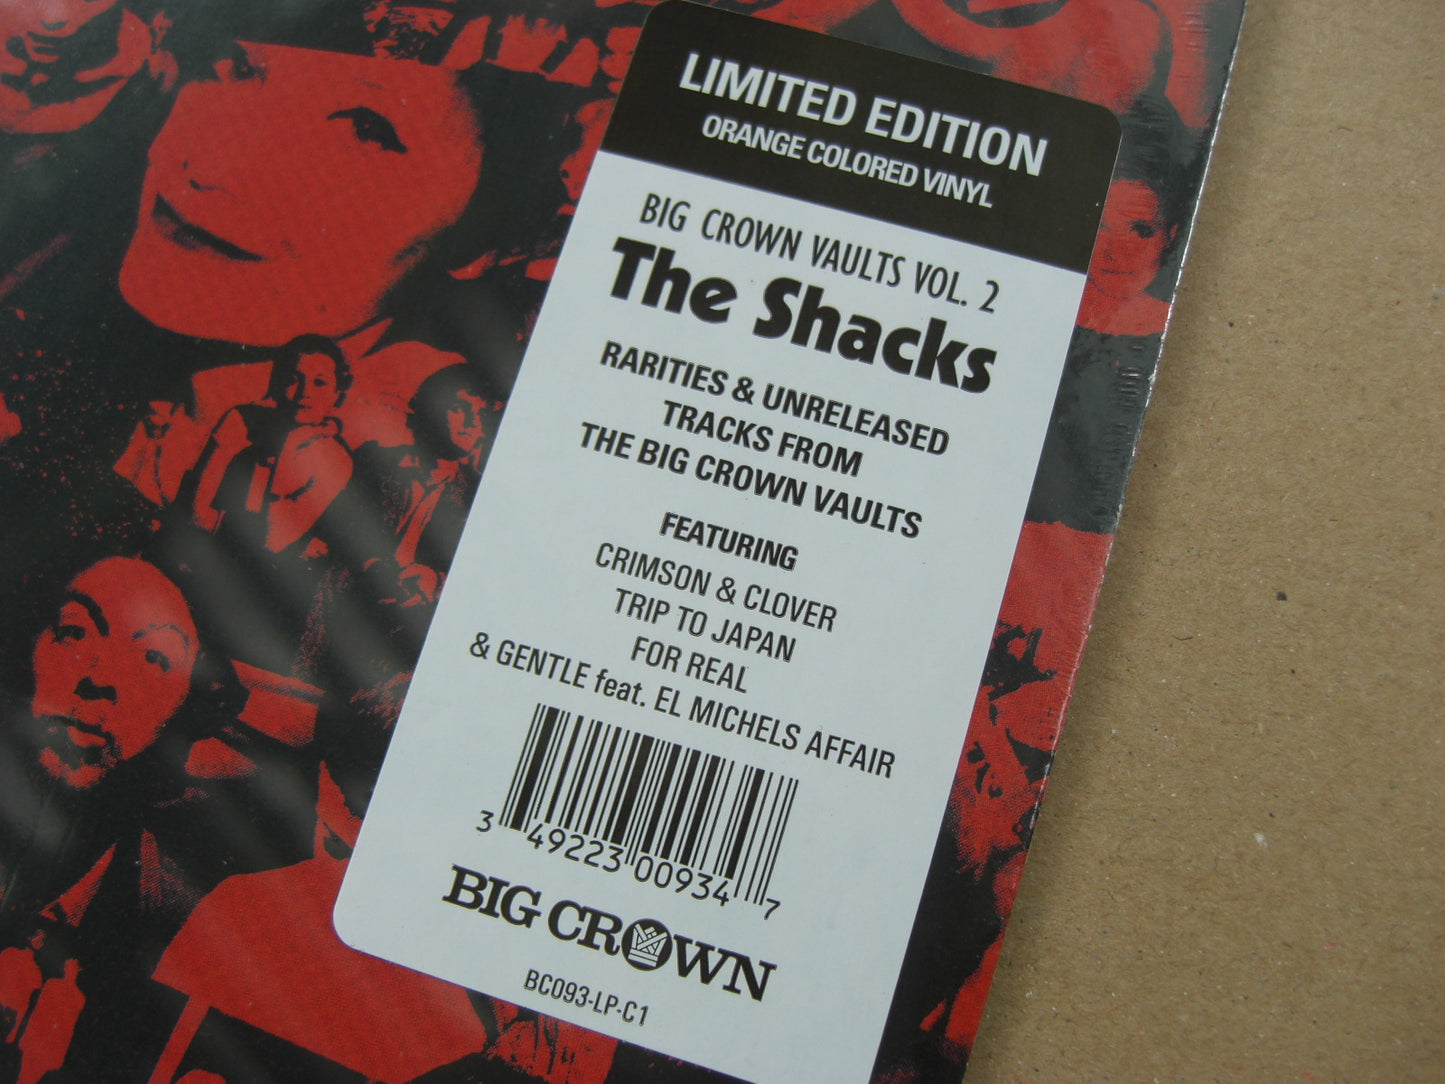 LIMITED EDITION
ORANGE COLORED VINYL
BIG CROWN VAULTS VOL. 2
The Shacks
RARITIES & UNRELEASED
TRACKS FROM
THE BIG CROWN VAULTS
FEATURING
CRIMSON & CLOVER
TRIP TO JAPAN
FOR REAL
& GENTLE feat. EL MICHELS AFFAIR
3 49223 00934 7
BIG CROWN
BC093-LP-C1